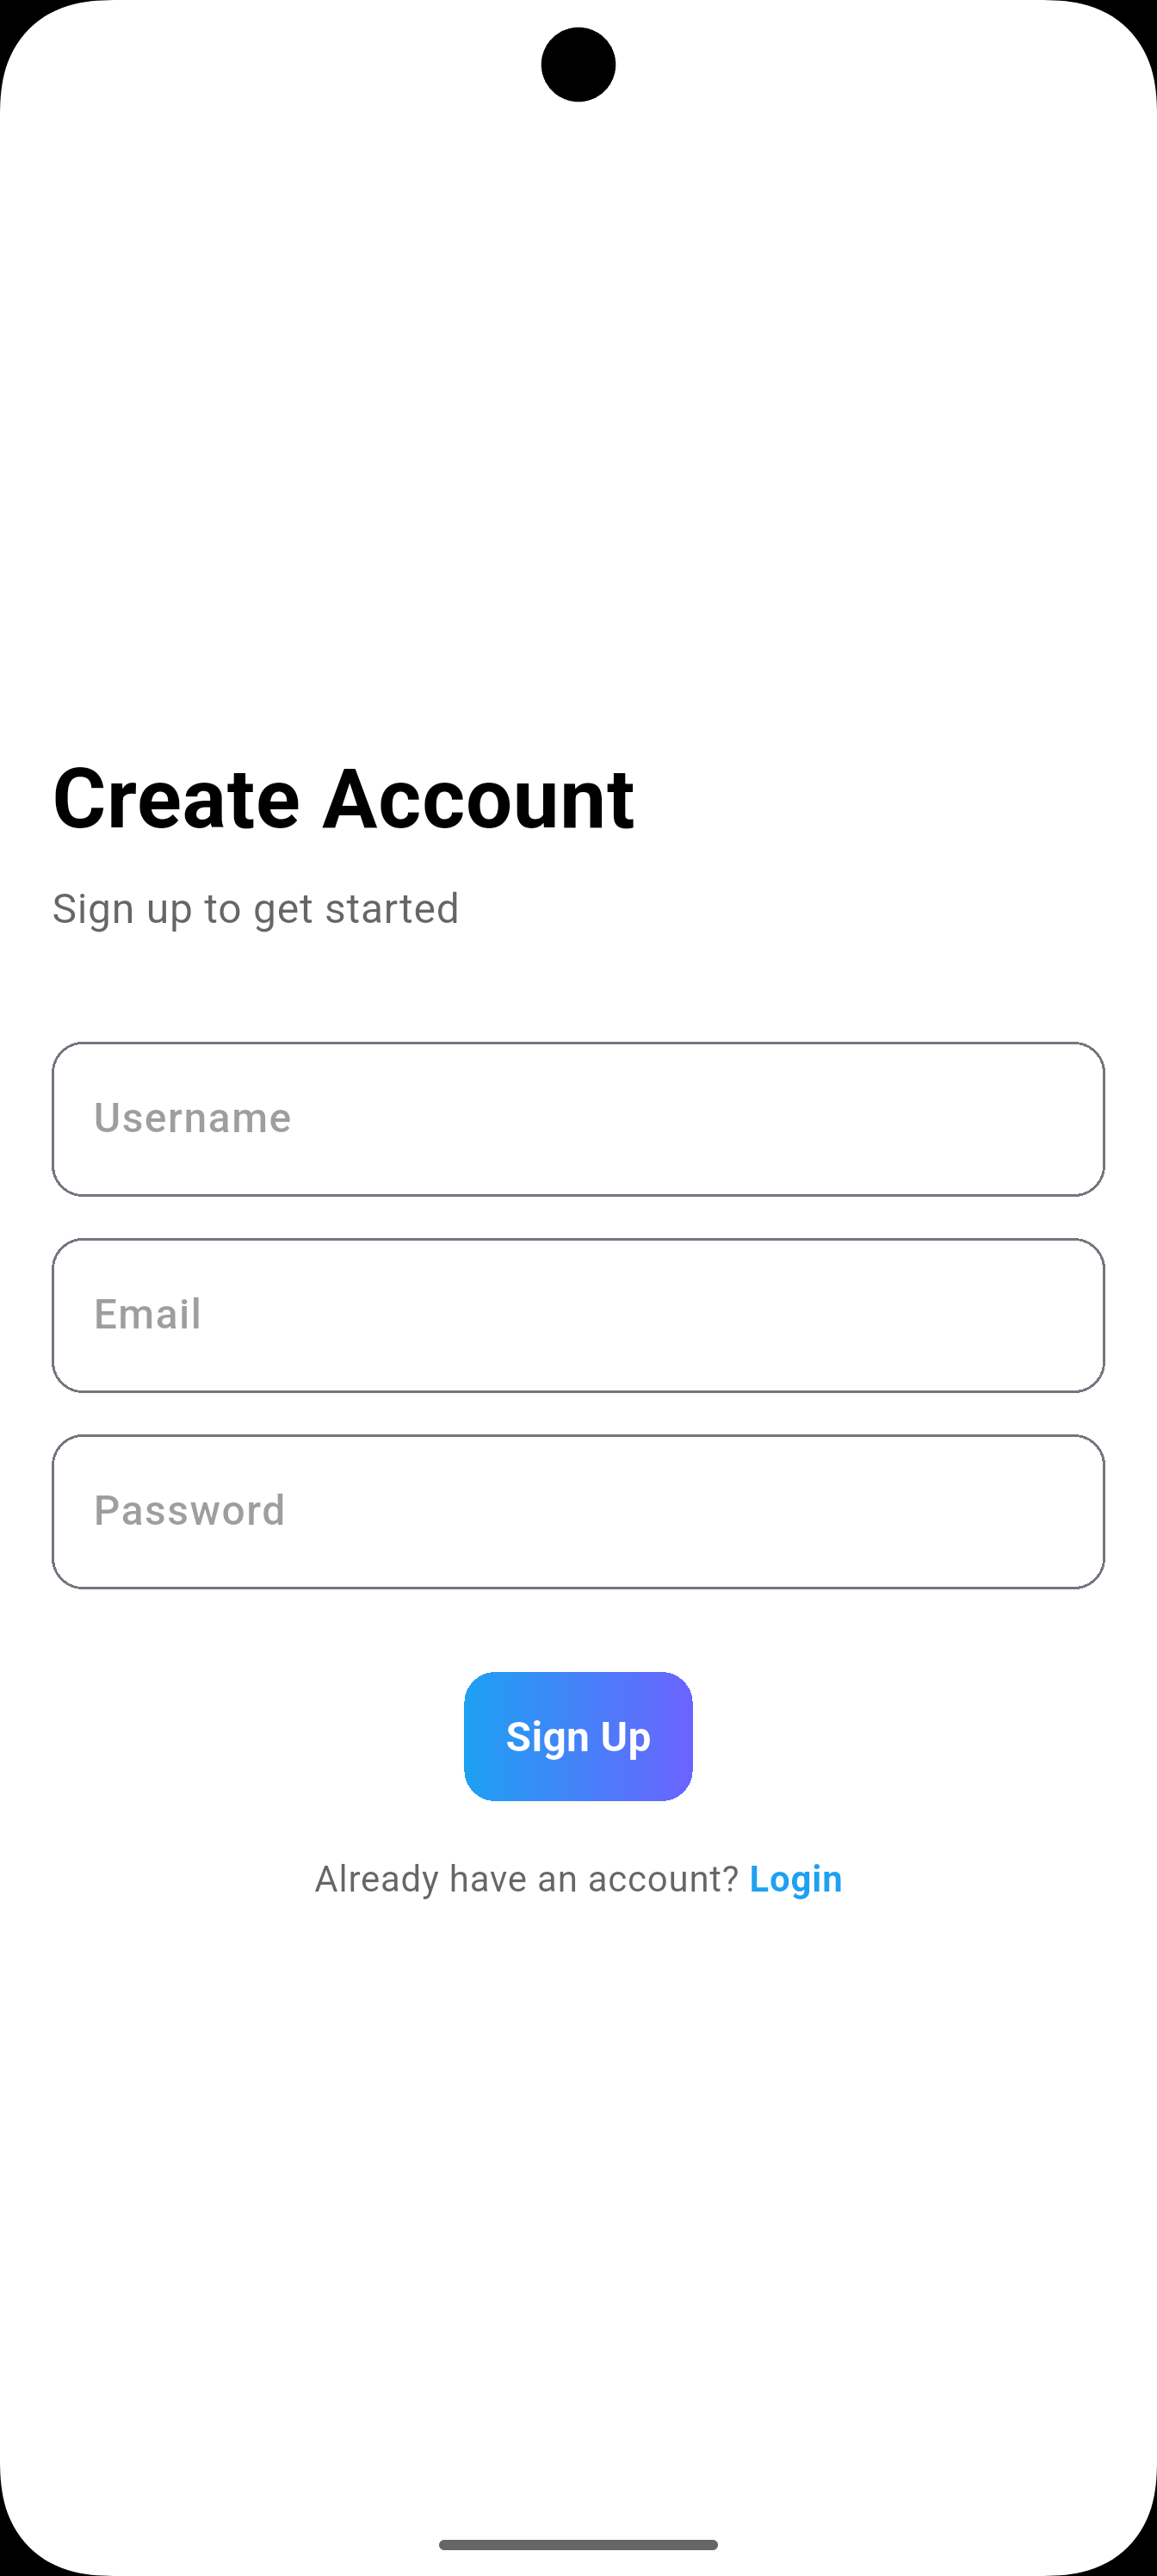 Create Account
Sign up to get started
Username
Email
Password
Sign Up
Already have an account? Login